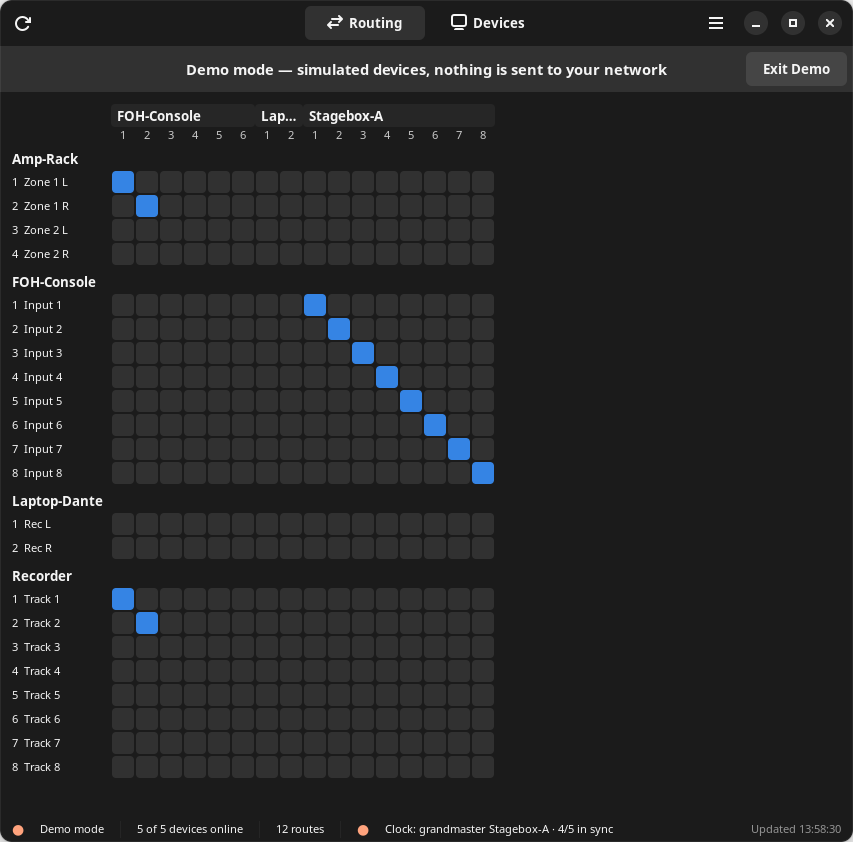 Routing Devices
Demo mode — simulated devices, nothing is sent to your network Exit Demo
FOH-Console Lap... Stagebox-A
1 2 3 4 5 6 1 2 1 2 3 4 5 6 7 8
Amp-Rack
1 Zone 1 L
2 Zone 1 R
3 Zone 2 L
4 Zone 2 R
FOH-Console
1 Input 1
2 Input 2
3 Input 3
4 Input 4
5 Input 5
6 Input 6
7 Input 7
8 Input 8
Laptop-Dante
1 Rec L
2 Rec R
Recorder
1 Track 1
2 Track 2
3 Track 3
4 Track 4
5 Track 5
6 Track 6
7 Track 7
8 Track 8
Demo mode 5 of 5 devices online 12 routes Clock: grandmaster Stagebox-A · 4/5 in sync Updated 13:58:30